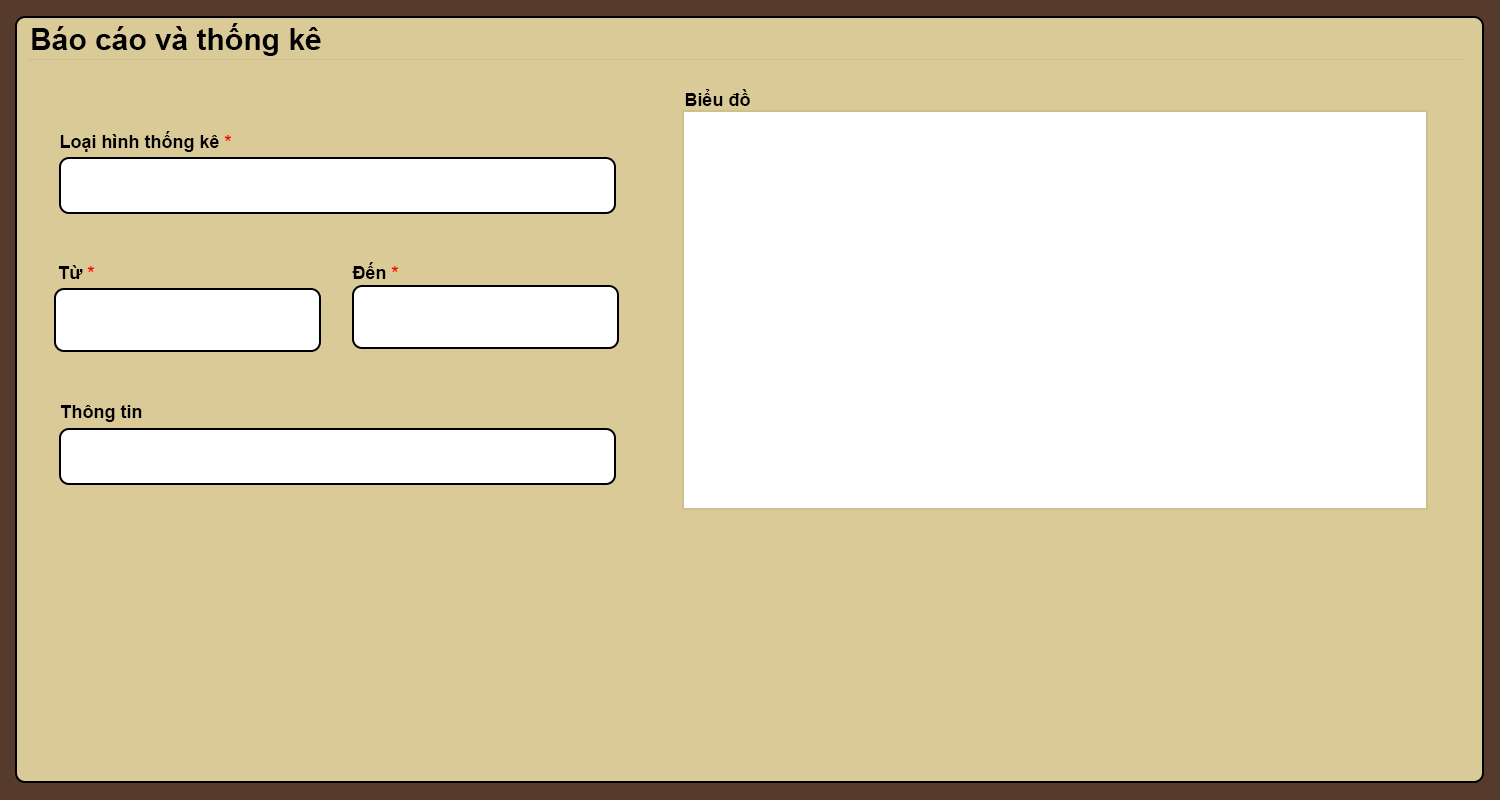 Báo cáo và thống kê
Biểu đồ
Loại hình thống kê *
Từ *
Đến *
Thông tin